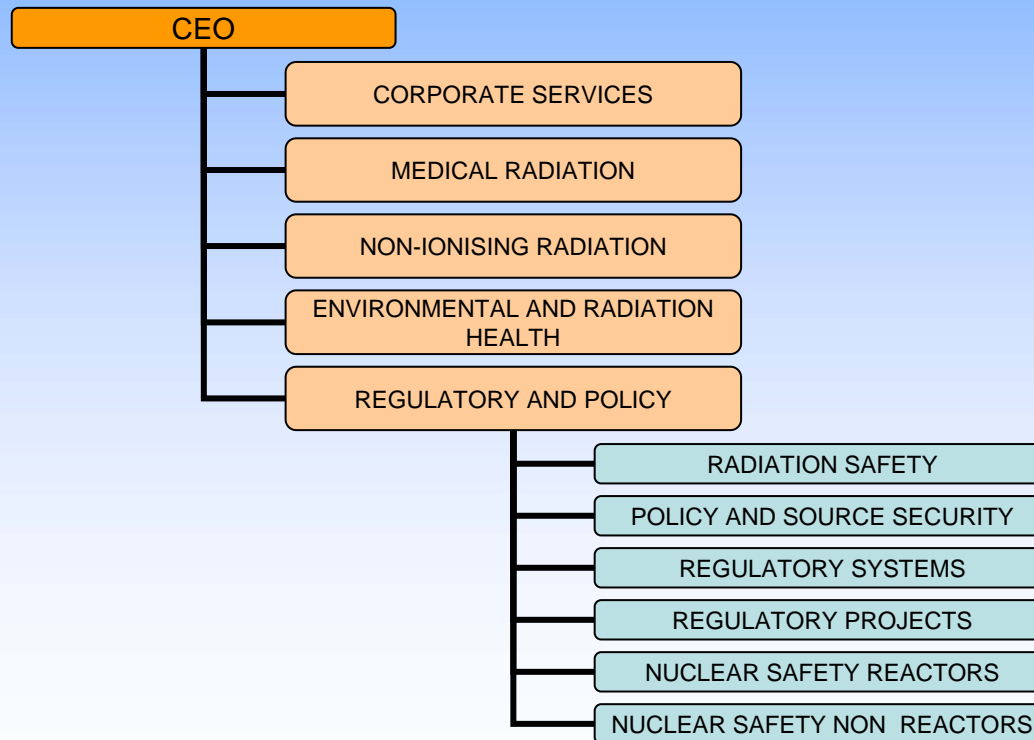 CEO
CORPORATE SERVICES
MEDICAL RADIATION
NON-IONISING RADIATION
ENVIRONMENTAL AND RADIATION
HEALTH
REGULATORY AND POLICY
RADIATION SAFETY
POLICY AND SOURCE SECURITY
REGULATORY SYSTEMS
REGULATORY PROJECTS
NUCLEAR SAFETY REACTORS
NUCLEAR SAFETY NON  REACTORS